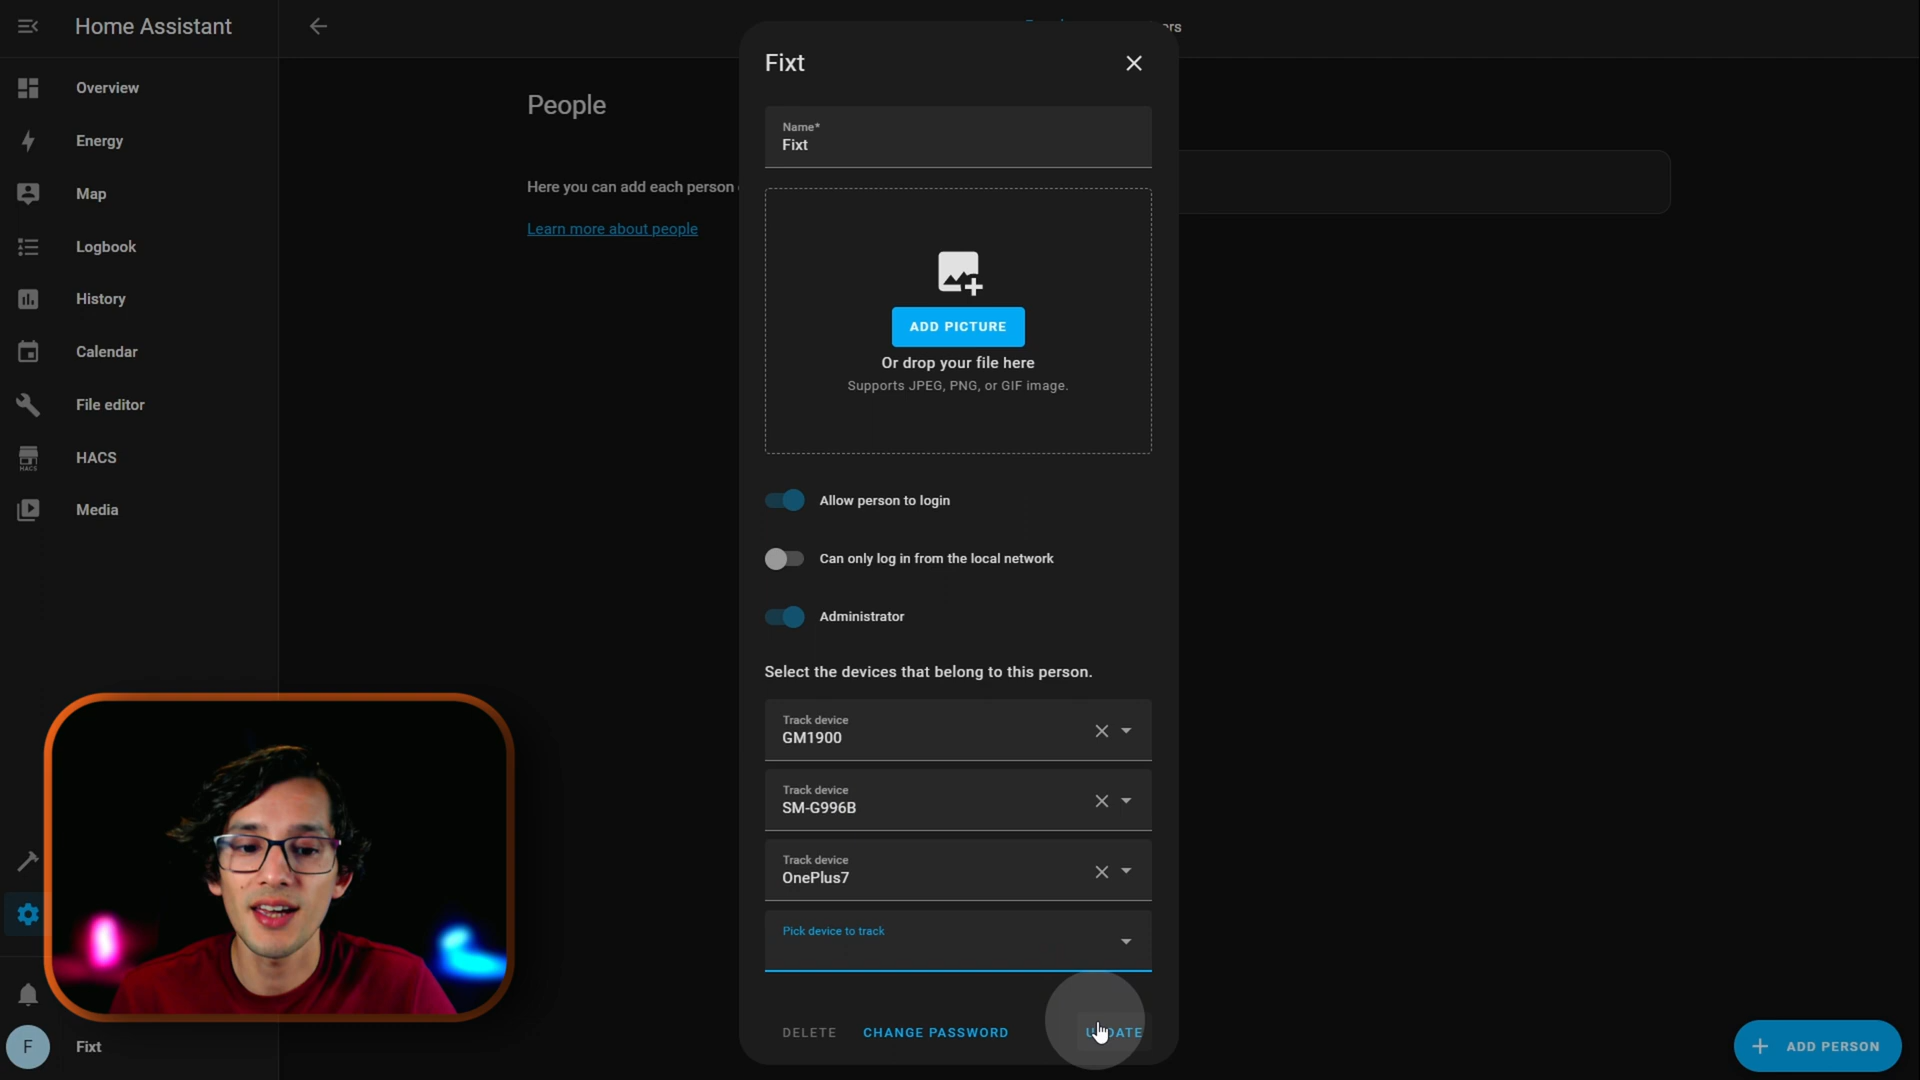 Home Assistant
Overview
Energy
Map
Logbook
History
Calendar
File editor
HACS
HACS
Media
F
Fixt
People
Here you can add each person
Learn more about people
Fixt
Name*
Fixt
ADD PICTURE
Or drop your file here
Supports JPEG, PNG, or GIF image.
Allow person to login
Can only log in from the local network
Administrator
Select the devices that belong to this person.
Track device
GM1900
Track device
SM-G996B
Track device
OnePlus7
Pick device to track
DELETE
CHANGE PASSWORD
UPDATE
ADD PERSON